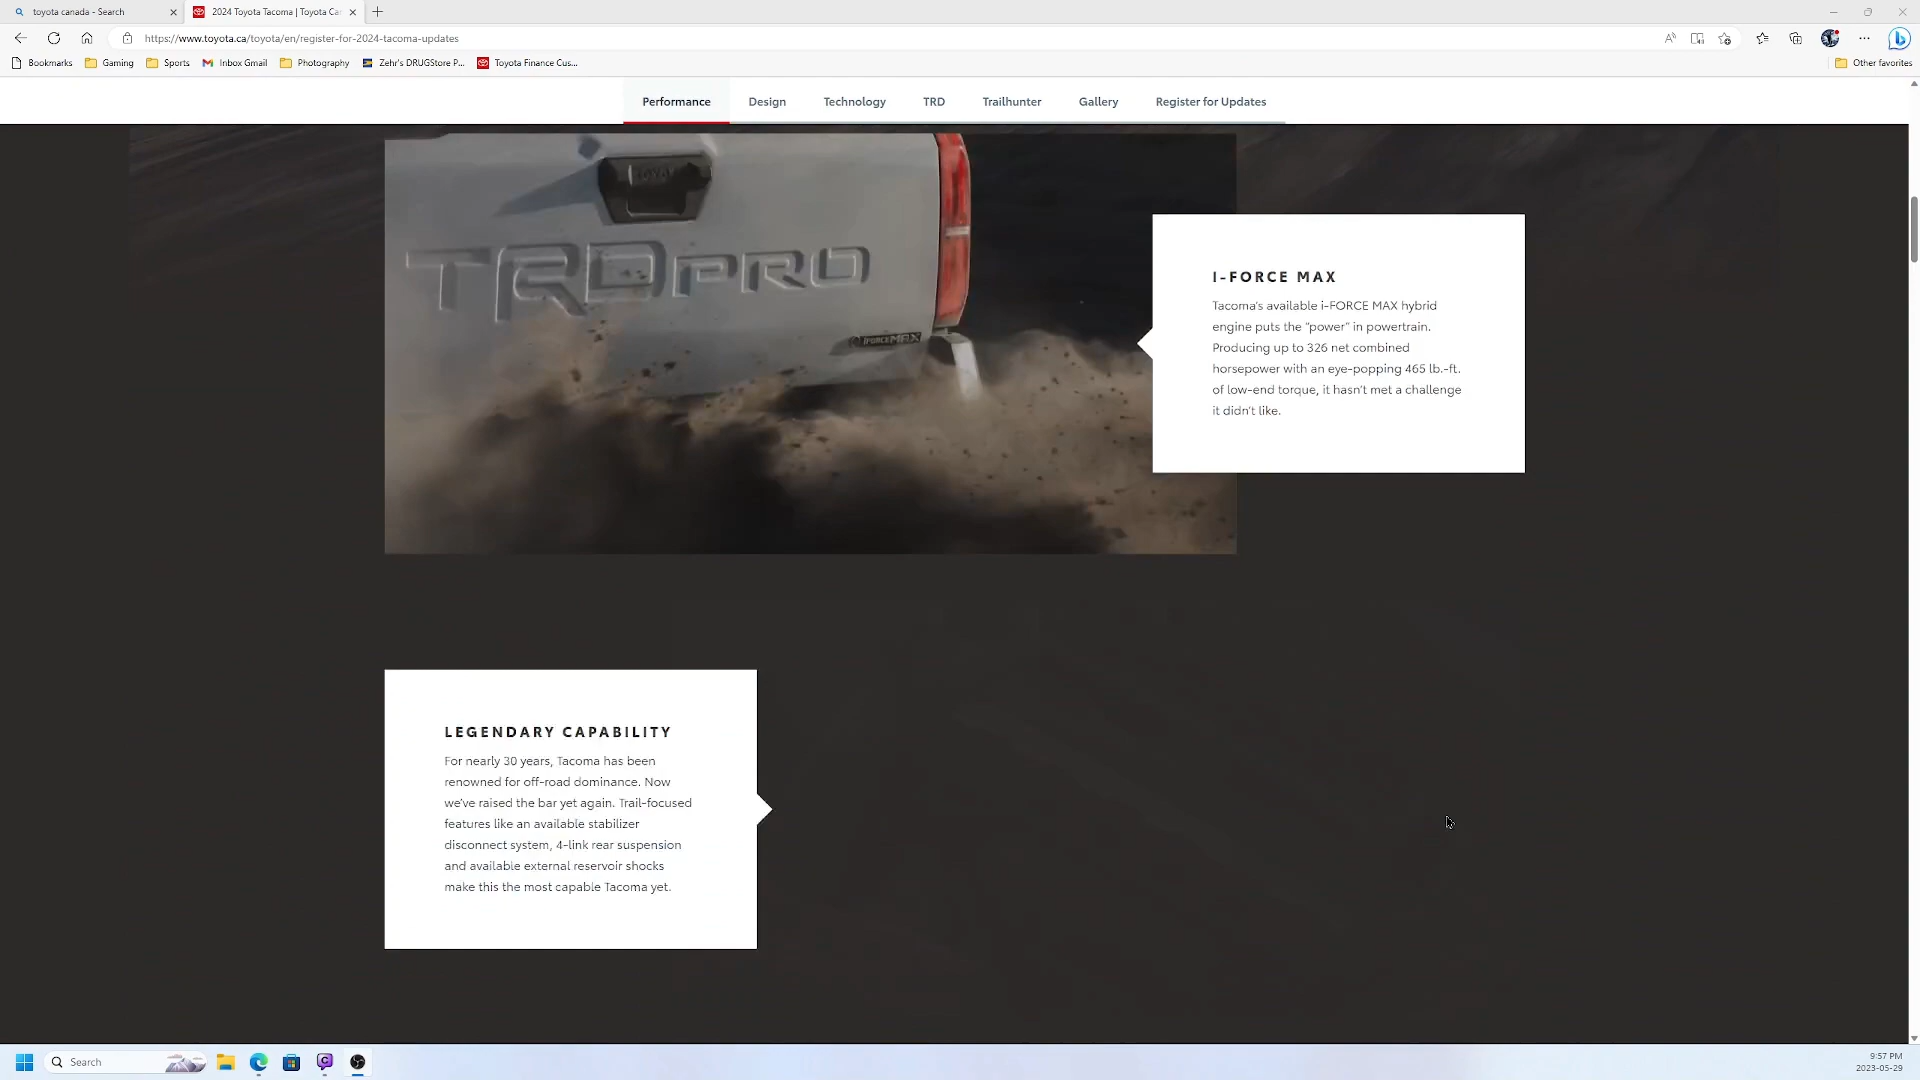 toyota canada - Search
2024 Toyota Tacoma | Toyota Ca
https://www.toyota.ca/toyota/en/register-for-2024-tacoma-updates
Bookmarks
Gaming
Sports
Inbox Gmail
Photography
Zehr's DRUGStore P...
Toyota Finance Cus...
Other favorites
Performance
Design
Technology
TRD
Trailhunter
Gallery
Register for Updates
TRD PRO
i-FORCE MAX
I-FORCE MAX
Tacoma's available i-FORCE MAX hybrid
engine puts the "power" in powertrain.
Producing up to 326 net combined
horsepower with an eye-popping 465 lb.-ft.
of low-end torque, it hasn't met a challenge
it didn't like.
LEGENDARY CAPABILITY
For nearly 30 years, Tacoma has been
renowned for off-road dominance. Now
we've raised the bar yet again. Trail-focused
features like an available stabilizer
disconnect system, 4-link rear suspension
and available external reservoir shocks
make this the most capable Tacoma yet.
Search
9:57 PM
2023-05-29